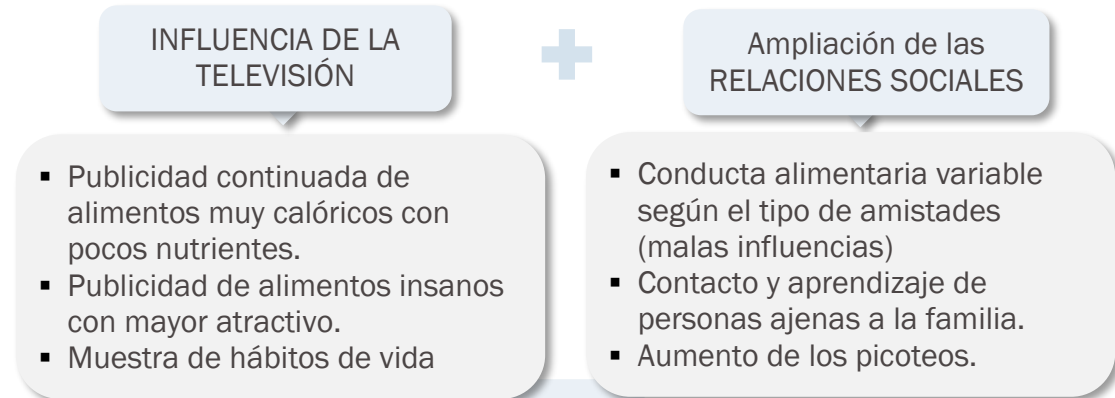 INFLUENCIA DE LA
TELEVISIÓN
Ampliación de las
RELACIONES SOCIALES
▪ Publicidad continuada de
alimentos muy calóricos con
pocos nutrientes.
▪ Publicidad de alimentos insanos
con mayor atractivo.
▪ Muestra de hábitos de vida
▪ Conducta alimentaria variable
según el tipo de amistades
(malas influencias)
▪ Contacto y aprendizaje de
personas ajenas a la familia.
▪ Aumento de los picoteos.